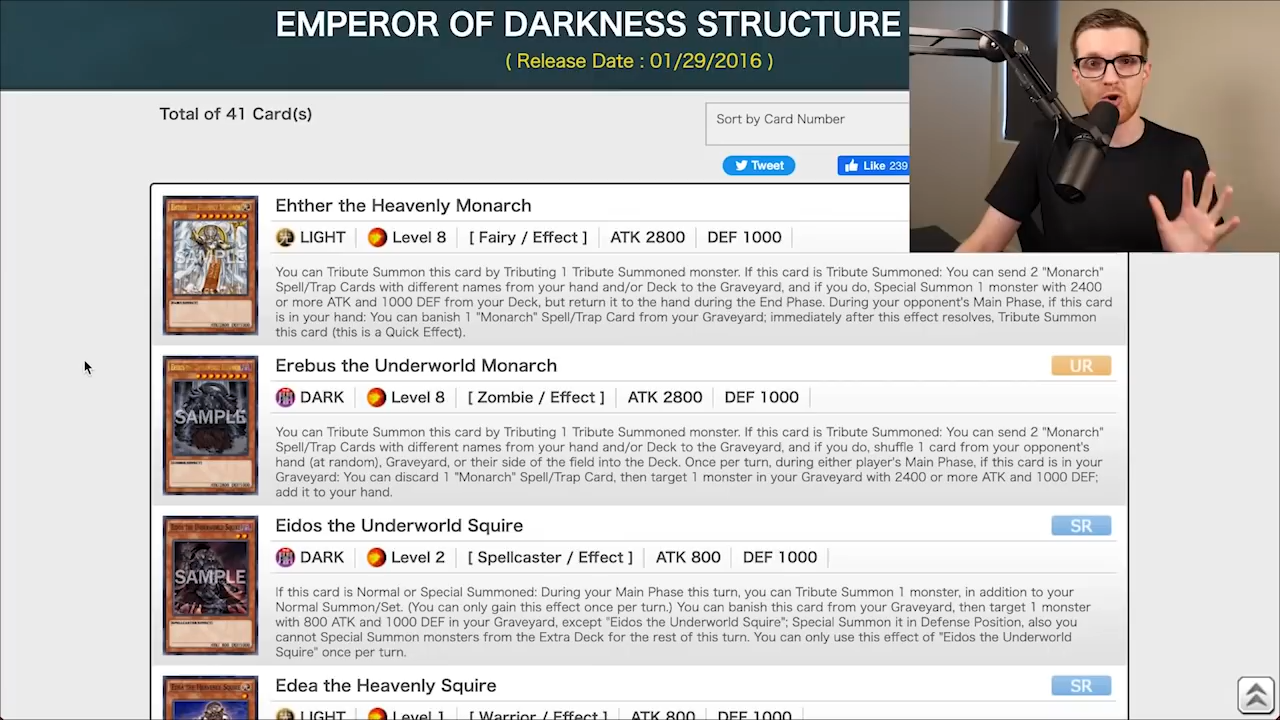 EMPEROR OF DARKNESS STRUCTURE
( Release Date : 01/29/2016 )
Total of 41 Card(s)
Sort by Card Number
Tweet
Like 239
SAMPLE
Ehther the Heavenly Monarch
LIGHT Level 8 [ Fairy / Effect ] ATK 2800 DEF 1000
You can Tribute Summon this card by Tributing 1 Tribute Summoned monster. If this card is Tribute Summoned: You can send 2 "Monarch"
Spell/Trap Cards with different names from your hand and/or Deck to the Graveyard, and if you do, Special Summon 1 monster with 2400
or more ATK and 1000 DEF from your Deck, but return it to the hand during the End Phase. During your opponent's Main Phase, if this card
is in your hand: You can banish 1 "Monarch" Spell/Trap Card from your Graveyard; immediately after this effect resolves, Tribute Summon
this card (this is a Quick Effect).
SAMPLE
Erebus the Underworld Monarch
UR
DARK Level 8 [ Zombie / Effect ] ATK 2800 DEF 1000
You can Tribute Summon this card by Tributing 1 Tribute Summoned monster. If this card is Tribute Summoned: You can send 2 "Monarch"
Spell/Trap Cards with different names from your hand and/or Deck to the Graveyard, and if you do, shuffle 1 card from your opponent's
hand (at random), Graveyard, or their side of the field into the Deck. Once per turn, during either player's Main Phase, if this card is in your
Graveyard: You can discard 1 "Monarch" Spell/Trap Card, then target 1 monster in your Graveyard with 2400 or more ATK and 1000 DEF;
add it to your hand.
SAMPLE
Eidos the Underworld Squire
SR
DARK Level 2 [ Spellcaster / Effect ] ATK 800 DEF 1000
If this card is Normal or Special Summoned: During your Main Phase this turn, you can Tribute Summon 1 monster, in addition to your
Normal Summon/Set. (You can only gain this effect once per turn.) You can banish this card from your Graveyard, then target 1 monster
with 800 ATK and 1000 DEF in your Graveyard, except "Eidos the Underworld Squire"; Special Summon it in Defense Position, also you
cannot Special Summon monsters from the Extra Deck for the rest of this turn. You can only use this effect of "Eidos the Underworld
Squire" once per turn.
Edea the Heavenly Squire
SR
LIGHT Level 1 [ Warrior / Effect ] ATK 800 DEF 1000